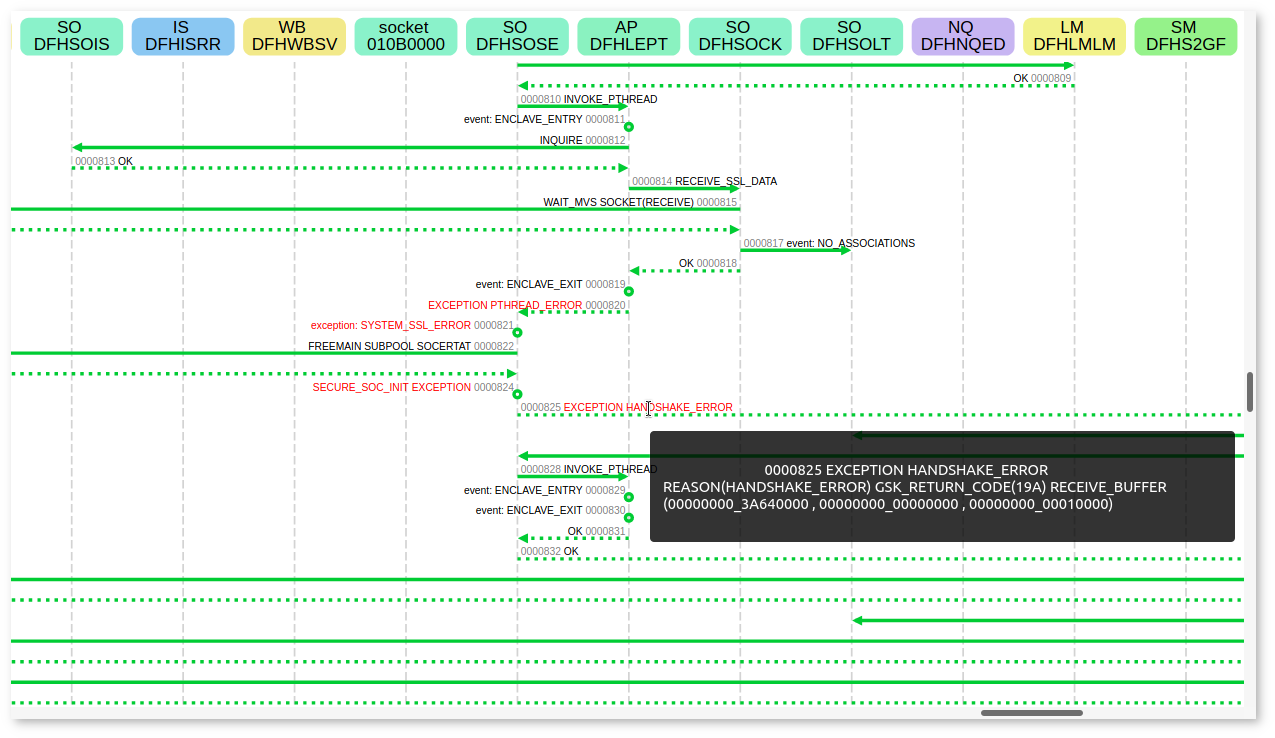 SO IS WB socket SO AP SO SO NQ LM SM
DFHSOIS DFHISRR DFHWBSV 010B0000 DFHSOSE DFHLEPT DFHSOCK DFHSOLT DFHNQED DFHLMLM DFHS2GF
OK 0000809
0000810 INVOKE_PTHREAD
event: ENCLAVE_ENTRY 0000811
INQUIRE 0000812
0000813 OK
0000814 RECEIVE_SSL_DATA
WAIT_MVS SOCKET(RECEIVE) 0000815
0000817 event: NO_ASSOCIATIONS
OK 0000818
event: ENCLAVE_EXIT 0000819
EXCEPTION PTHREAD_ERROR 0000820
exception: SYSTEM_SSL_ERROR 0000821
FREEMAIN SUBPOOL SOCERTAT 0000822
SECURE_SOC_INIT EXCEPTION 0000824
0000825 EXCEPTION HANDSHAKE_ERROR
0000828 INVOKE_PTHREAD
0000825 EXCEPTION HANDSHAKE_ERROR
REASON(HANDSHAKE_ERROR) GSK_RETURN_CODE(19A) RECEIVE_BUFFER
(00000000_3A640000 , 00000000_00000000 , 00000000_00010000)
event: ENCLAVE_ENTRY 0000829
event: ENCLAVE_EXIT 0000830
OK 0000831
0000832 OK